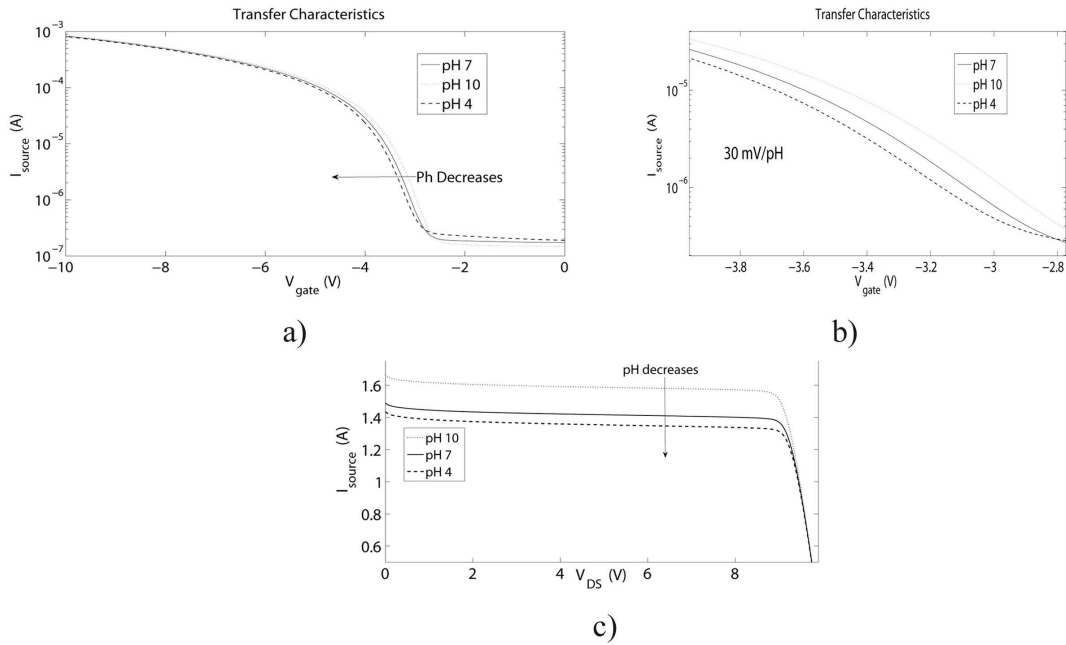 Transfer Characteristics
10⁻³
10⁻⁴
10⁻⁵
10⁻⁶
10⁻⁷
I_source (A)
pH 7
pH 10
pH 4
Ph Decreases
−10
−8
−6
−4
−2
0
V_gate (V)
a)
Transfer Characteristics
10⁻⁵
10⁻⁶
I_source (A)
pH 7
pH 10
pH 4
30 mV/pH
−3.8
−3.6
−3.4
−3.2
−3
−2.8
V_gate (V)
b)
pH decreases
1.6
1.4
1.2
1
0.8
0.6
I_source (A)
pH 10
pH 7
pH 4
0
2
4
6
8
V_DS (V)
c)